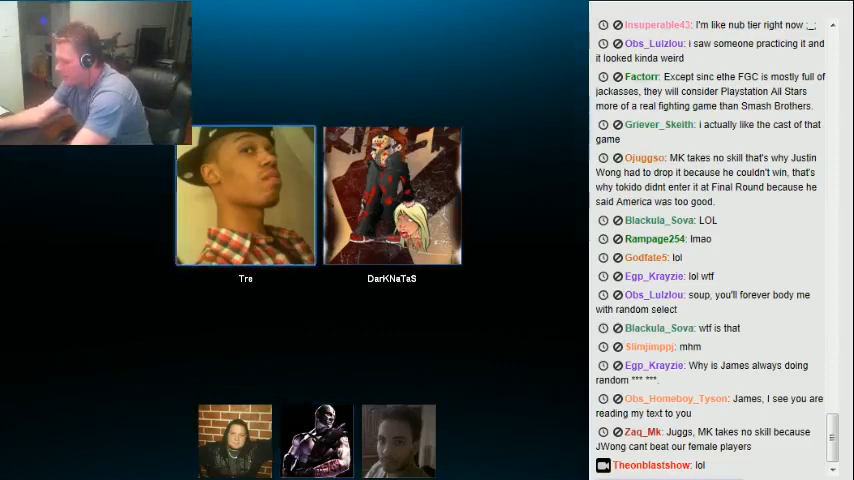 Insuperable43: I'm like nub tier right now ;_;
Obs_Luizlou: i saw someone practicing it and
it looked kinda weird
Factorr: Except sinc ethe FGC is mostly full of
jackasses, they will consider Playstation All Stars
more of a real fighting game than Smash Brothers.
Griever_Skeith: i actually like the cast of that
game
Ojuggso: MK takes no skill that's why Justin
Wong had to drop it because he couldn't win, that's
why tokido didnt enter it at Final Round because he
said America was too good.
Blackula_Sova: LOL
Rampage254: lmao
Godfate5: lol
Egp_Krayzie: lol wtf
Obs_Luizlou: soup, you'll forever body me
with random select
Blackula_Sova: wtf is that
Slimjimppj: mhm
Egp_Krayzie: Why is James always doing
random *** ***.
Obs_Homeboy_Tyson: James, I see you are
reading my text to you
Zaq_Mk: Juggs, MK takes no skill because
JWong cant beat our female players
Theonblastshow: lol
Tre
DarKNaTaS